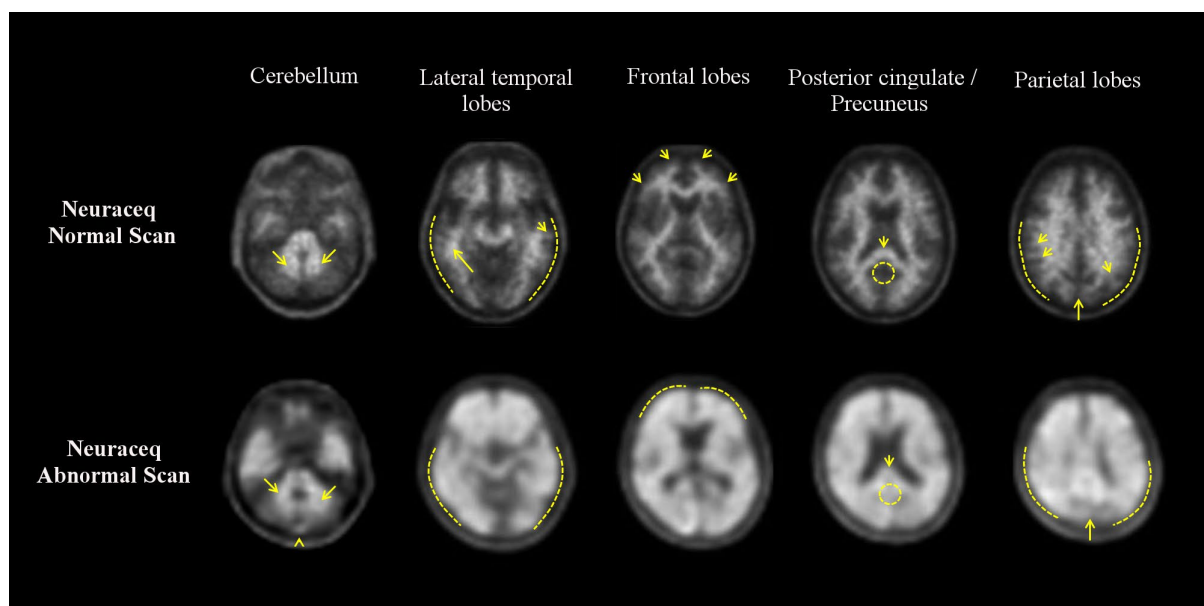 Cerebellum
Lateral temporal
lobes
Frontal lobes
Posterior cingulate /
Precuneus
Parietal lobes
Neuraceq
Normal Scan
Neuraceq
Abnormal Scan